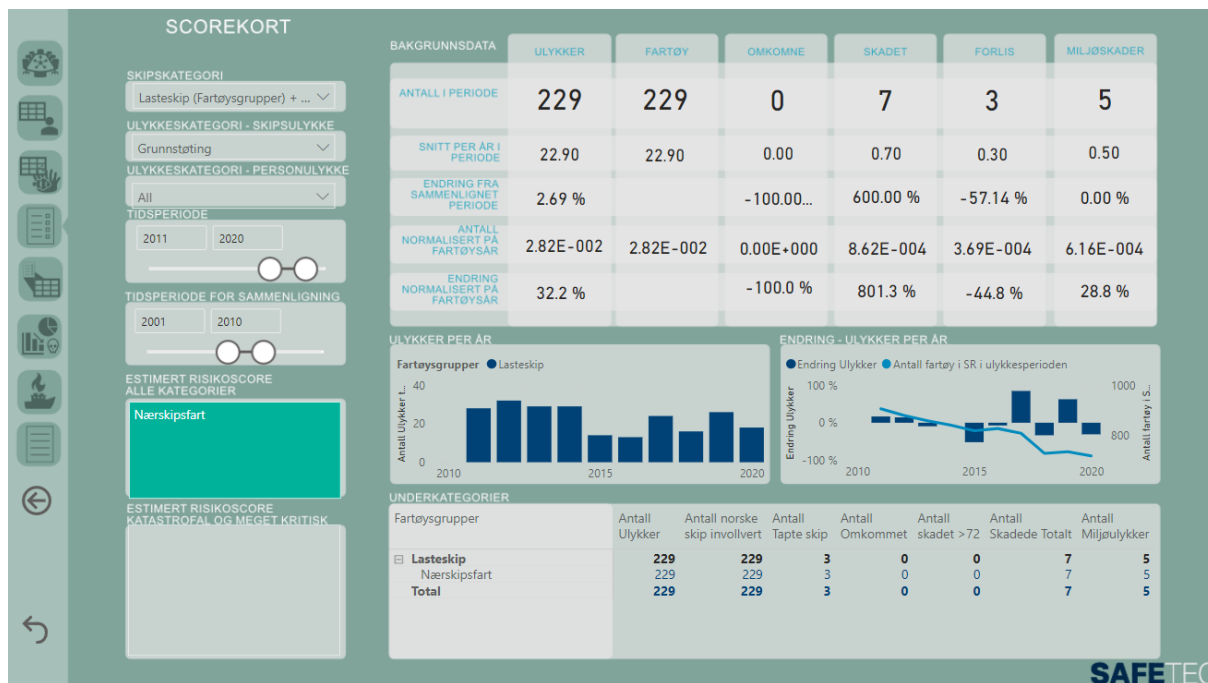 SCOREKORT
SKIPSKATEGORI
Lasteskip (Fartøysgrupper) + ...
ULYKKESKATEGORI - SKIPSULYKKE
Grunnstøting
ULYKKESKATEGORI - PERSONULYKKE
All
TIDSPERIODE
2011 2020
TIDSPERIODE FOR SAMMENLIGNING
2001 2010
ESTIMERT RISIKOSCORE
ALLE KATEGORIER
Nærskipsfart
ESTIMERT RISIKOSCORE
KATASTROFAL OG MEGET KRITISK
BAKGRUNNSDATA ULYKKER FARTØY OMKOMNE SKADET FORLIS MILJØSKADER
ANTALL I PERIODE 229 229 0 7 3 5
SNITT PER ÅR I
PERIODE 22.90 22.90 0.00 0.70 0.30 0.50
ENDRING FRA
SAMMENLIGNET
PERIODE 2.69 % -100.00... 600.00 % -57.14 % 0.00 %
ANTALL
NORMALISERT PÅ
FARTØYSÅR 2.82E-002 2.82E-002 0.00E+000 8.62E-004 3.69E-004 6.16E-004
ENDRING
NORMALISERT PÅ
FARTØYSÅR 32.2 % -100.0 % 801.3 % -44.8 % 28.8 %
ULYKKER PER ÅR
Fartøysgrupper Lasteskip
Antall Ulykker t...
40
20
0
2010 2015 2020
ENDRING - ULYKKER PER ÅR
Endring Ulykker Antall fartøy i SR i ulykkesperioden
Endring Ulykker
100 %
0 %
-100 %
1000
800
Antall fartøy i S...
2010 2015 2020
UNDERKATEGORIER
Fartøysgrupper Antall Antall norske Antall Antall Antall Antall Antall
Ulykker skip involvert Tapte skip Omkommet skadet >72 Skadede Totalt Miljøulykker
Lasteskip 229 229 3 0 0 7 5
Nærskipsfart 229 229 3 0 0 7 5
Total 229 229 3 0 0 7 5
SAFETEC